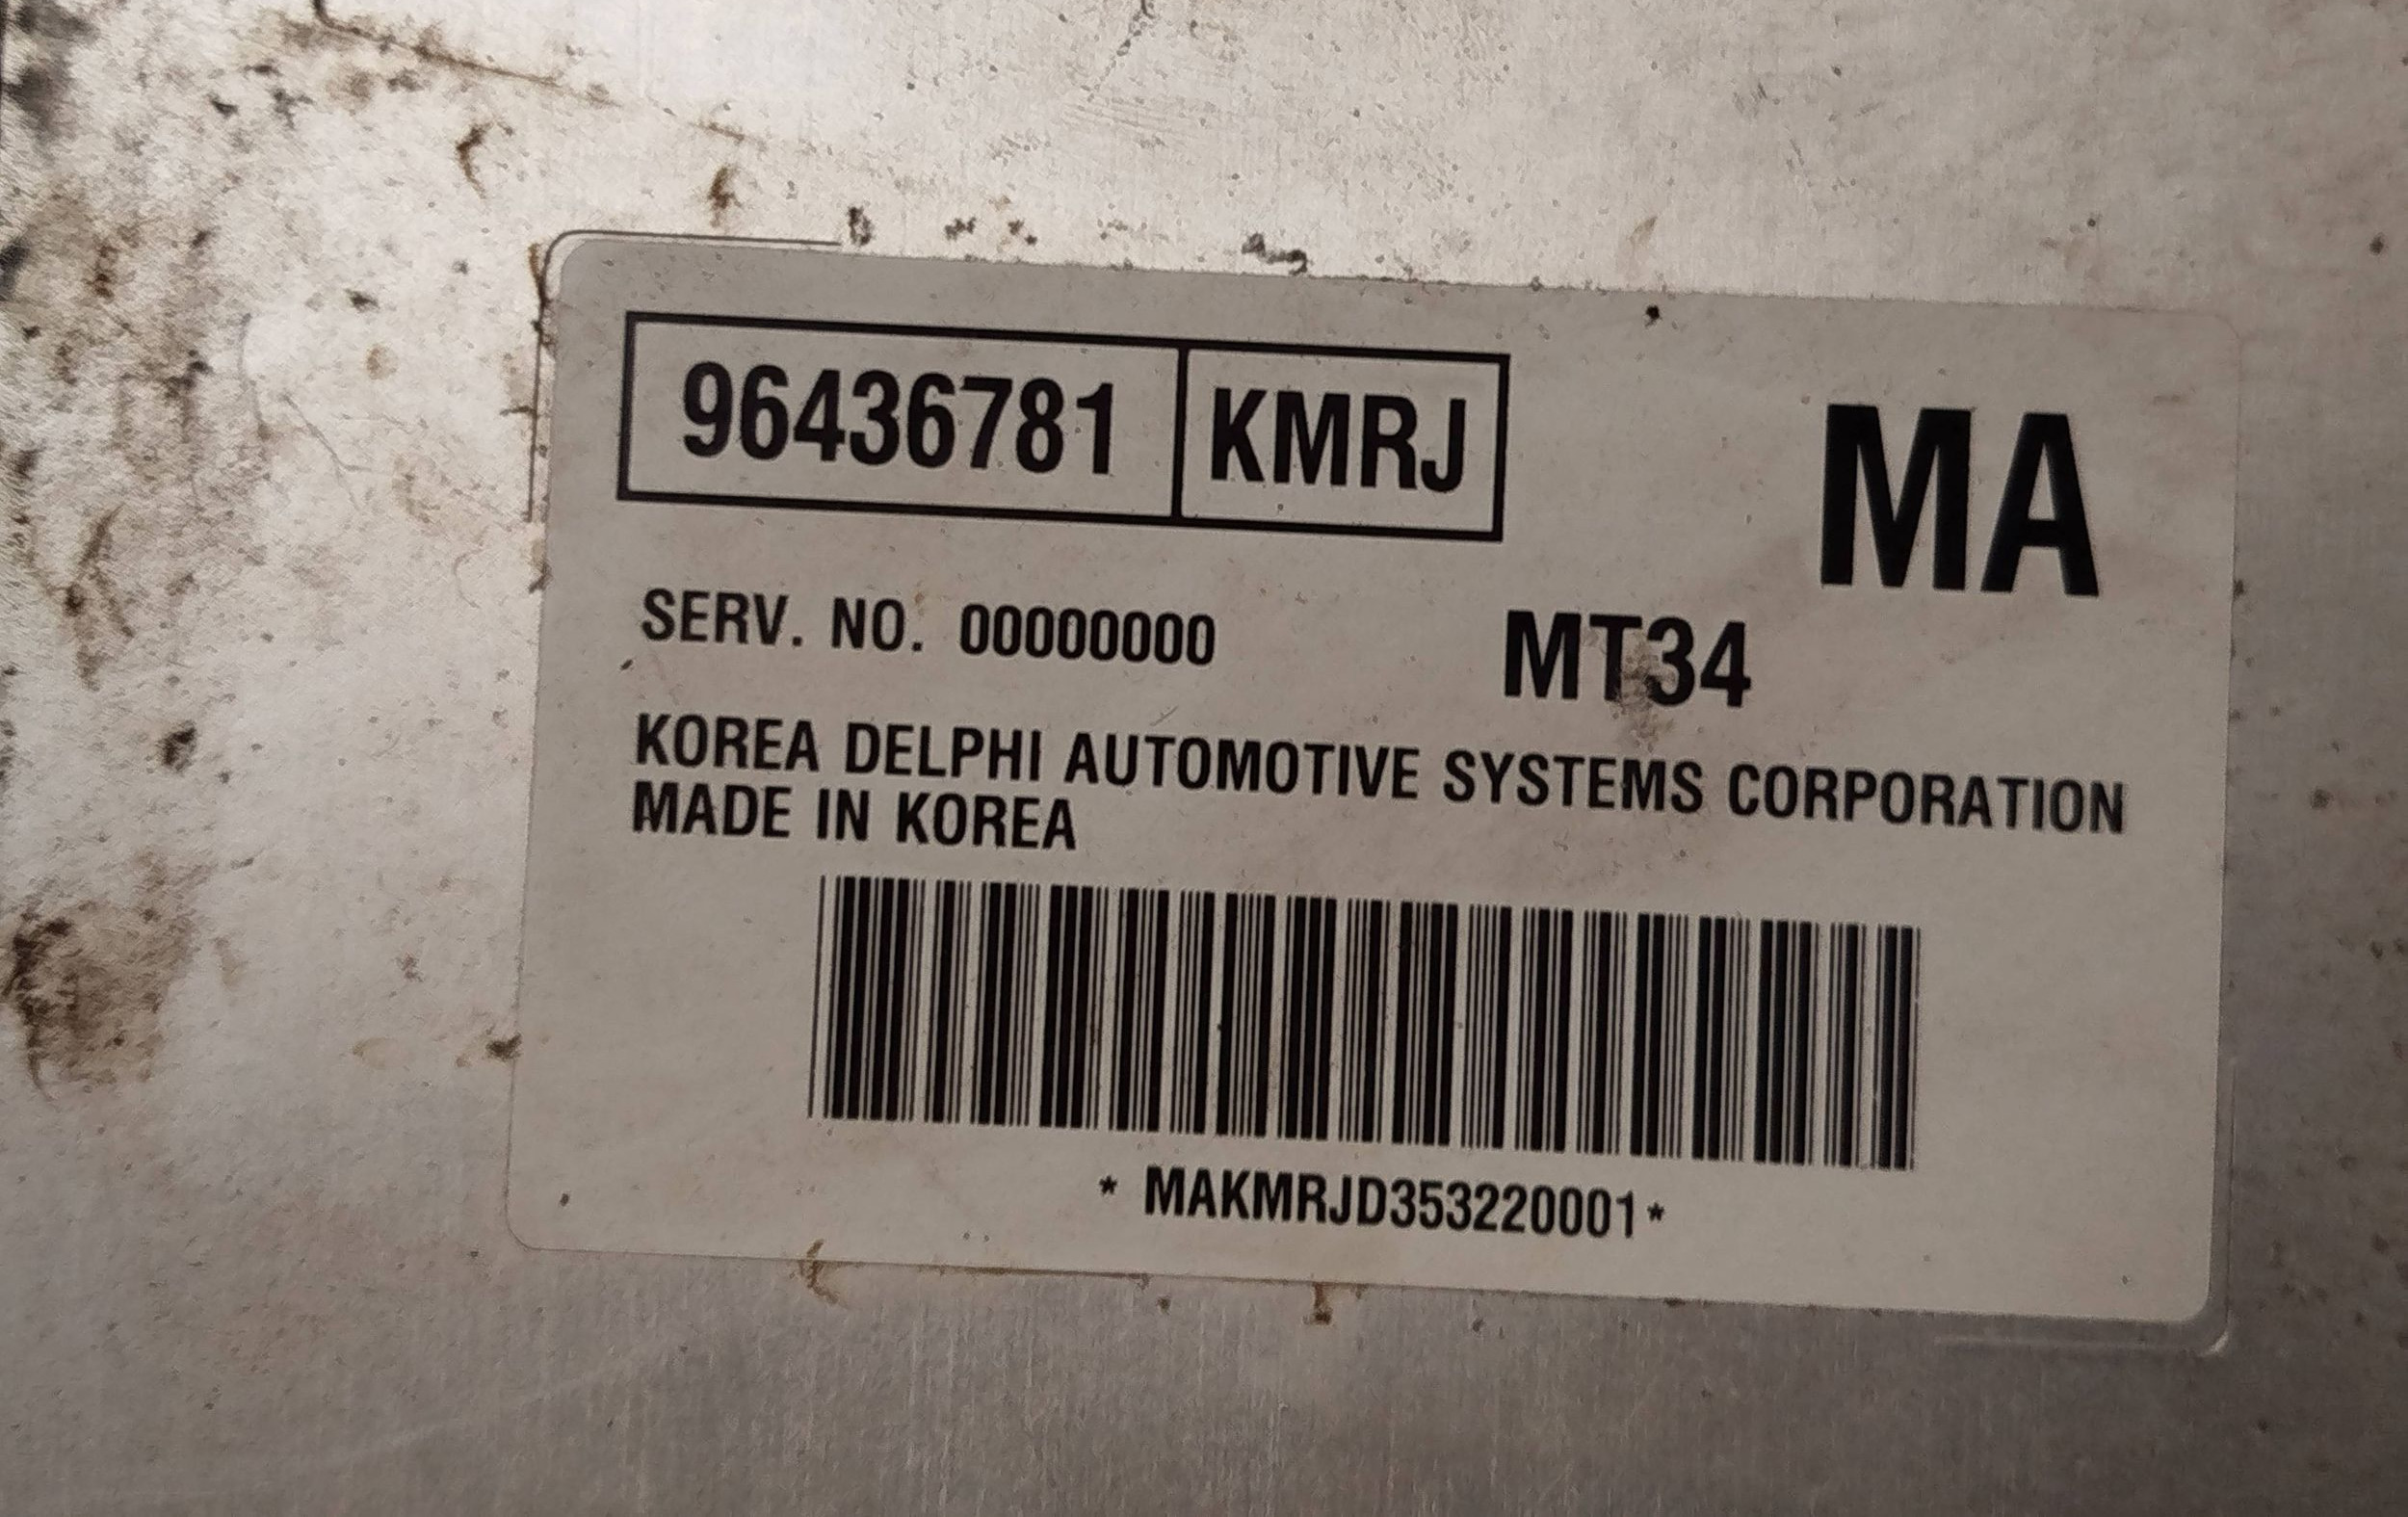 96436781 KMRJ
MA
SERV. NO. 00000000
MT34
KOREA DELPHI AUTOMOTIVE SYSTEMS CORPORATION
MADE IN KOREA
* MAKMRJD353220001*